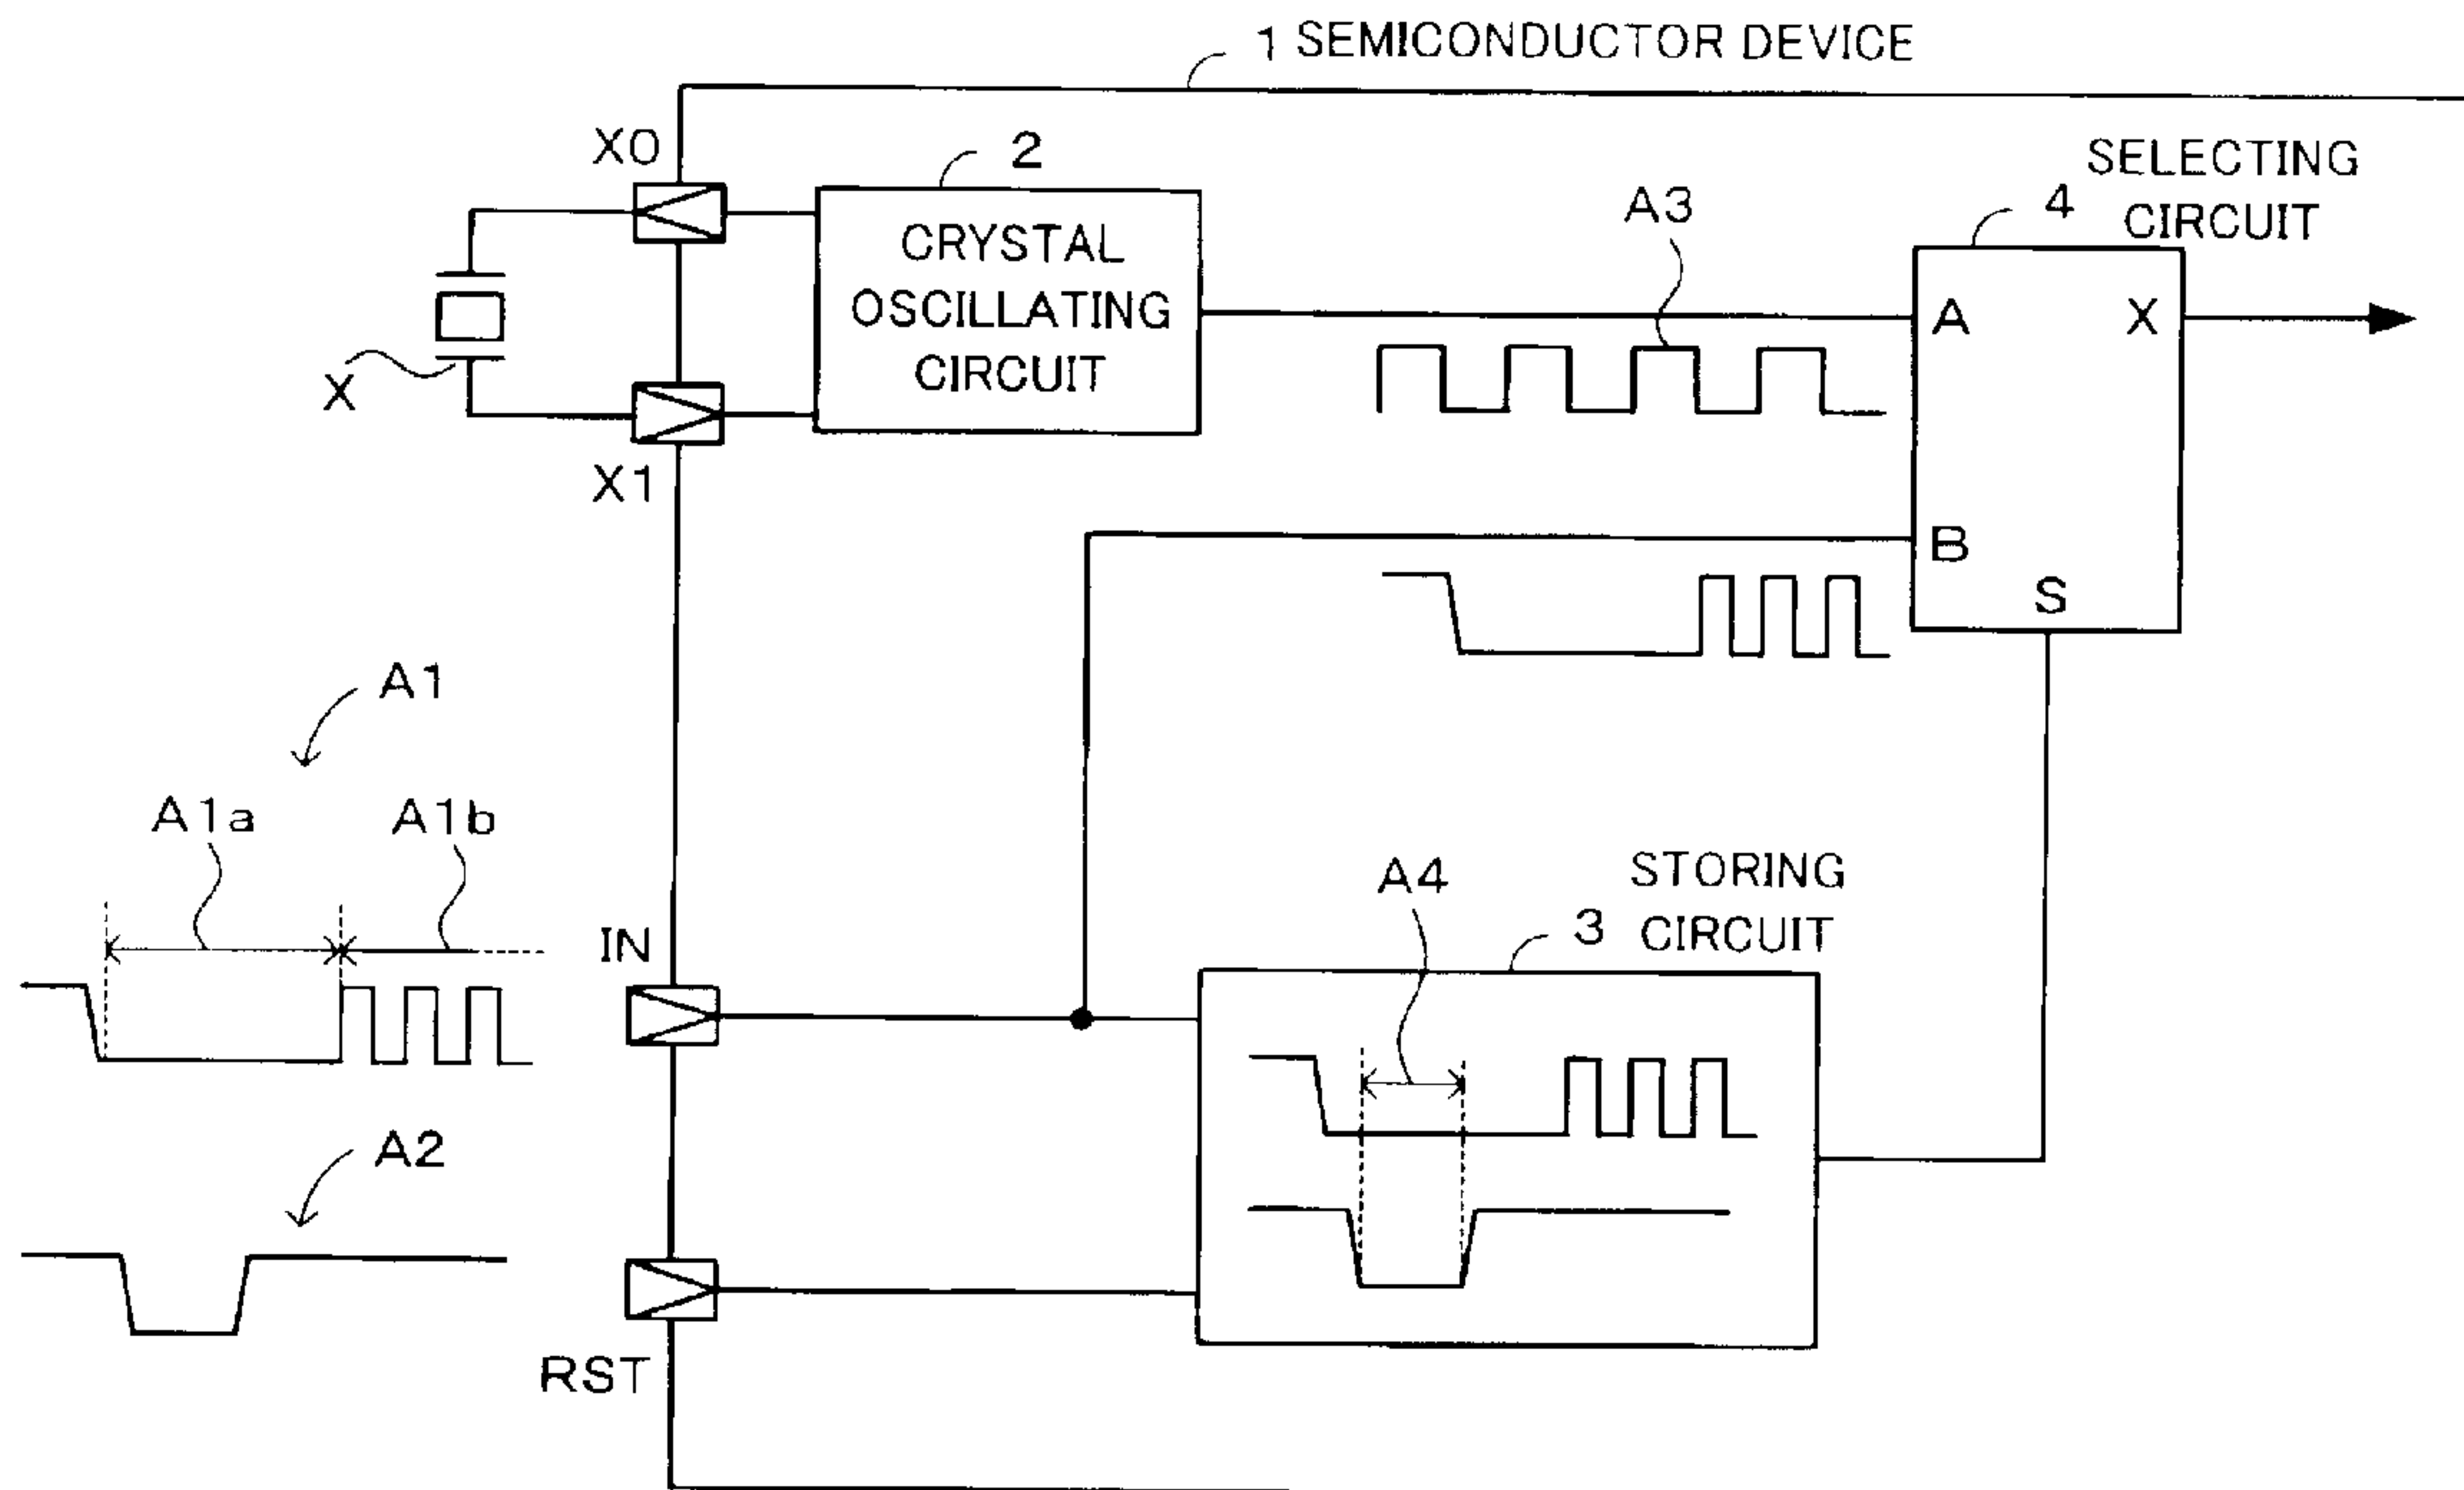 1 SEMICONDUCTOR DEVICE
X0
2
CRYSTAL
OSCILLATING
CIRCUIT
X
X1
A3
SELECTING
4 CIRCUIT
A
X
B
S
A1
A1a
A1b
IN
A4
STORING
3 CIRCUIT
A2
RST